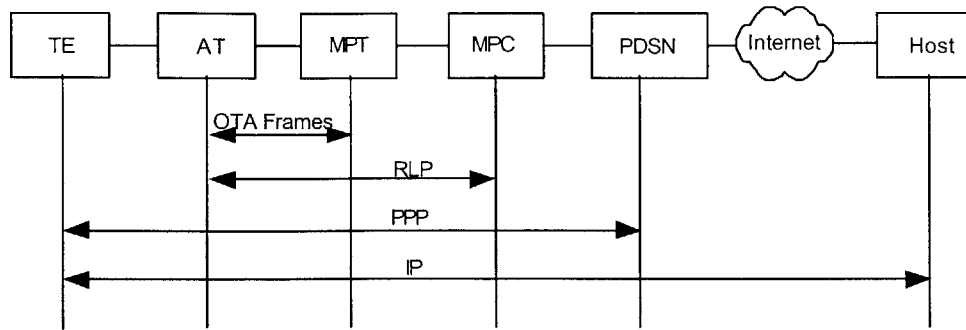 TE
AT
MPT
MPC
PDSN
Internet
Host
OTA Frames
RLP
PPP
IP